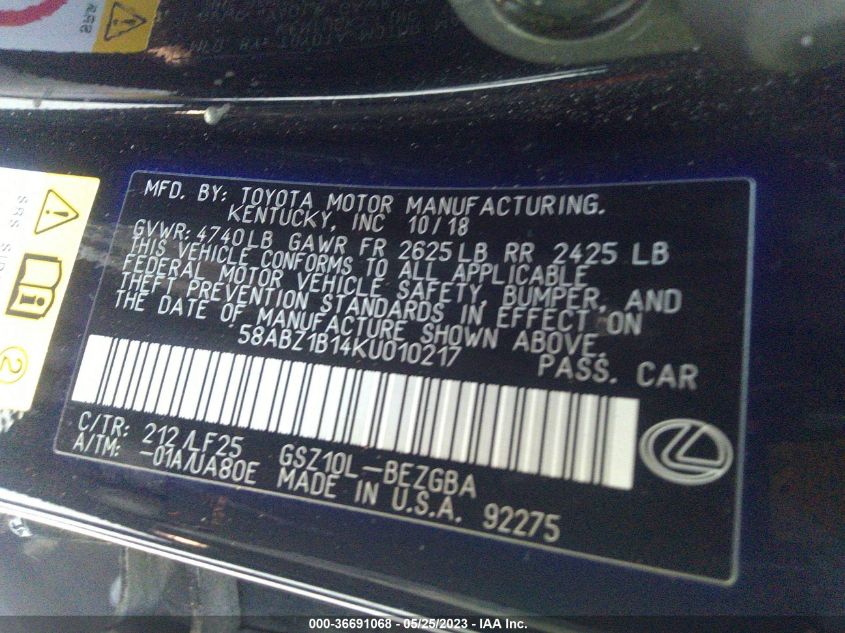 MFD. BY: TOYOTA MOTOR MANUFACTURING.
KENTUCKY, INC 10/18
GVWR: 4740LB GAWR FR 2625LB RR 2425 LB
THIS VEHICLE CONFORMS TO ALL APPLICABLE
FEDERAL MOTOR VEHICLE SAFETY, BUMPER, AND
THEFT PREVENTION STANDARDS IN EFFECT ON
THE DATE OF MANUFACTURE SHOWN ABOVE.
58ABZ1B14KU010217
PASS. CAR
C/TR: 212/LF25 GSZ10L-BEZGBA
A/TM: -01A/UA80E MADE IN U.S.A. 92275
SRS
2
000-36691068 - 05/25/2023 - IAA Inc.